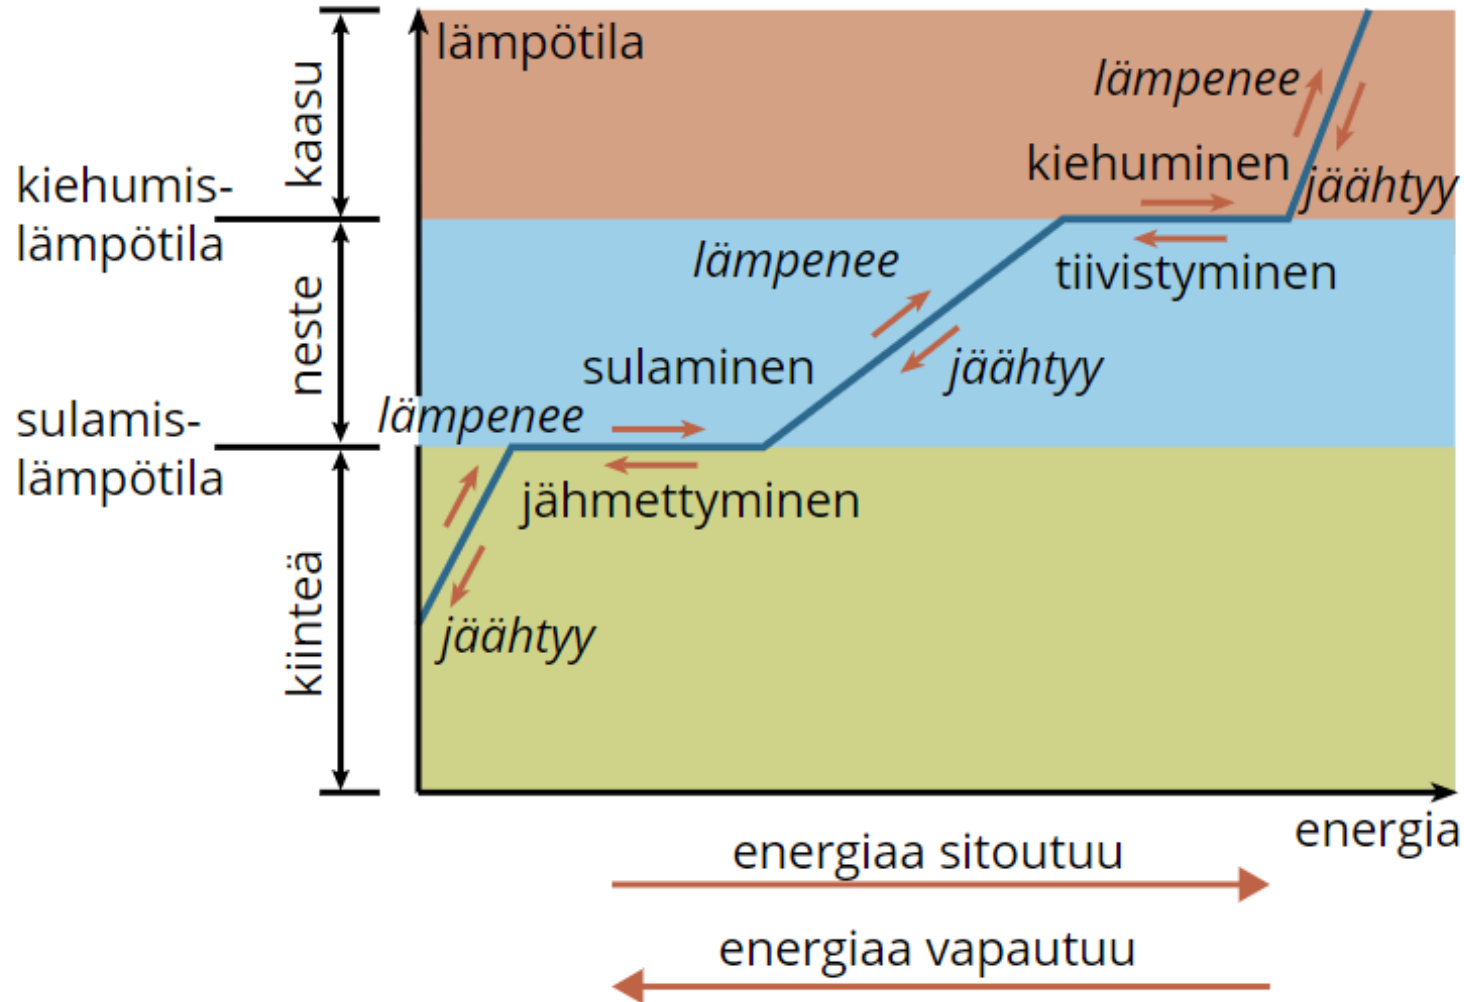 lämpötila
lämpenee
kaasu
kiehuminen
kiehumis-
lämpötila
jäähtyy
lämpenee
tiivistyminen
neste
sulaminen
jäähtyy
sulamis-
lämpötila
lämpenee
jähmettyminen
kiinteä
jäähtyy
energia
energiaa sitoutuu
energiaa vapautuu